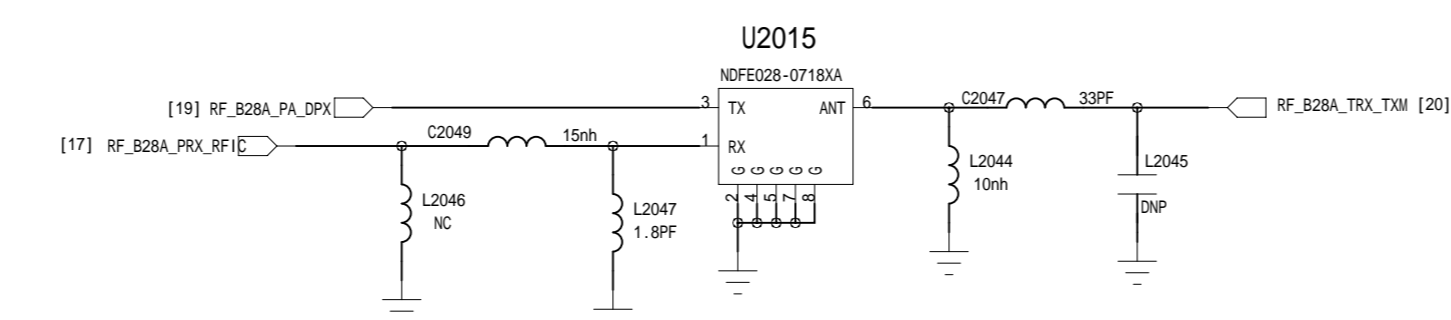 U2015
NDFE028-0718XA
[19] RF_B28A_PA_DPX
3
TX
ANT
6
C2047
33PF
RF_B28A_TRX_TXM [20]
[17] RF_B28A_PRX_RFIC
C2049
15nh
1
RX
G G G G G
2 4 5 7 8
L2046
NC
L2047
1.8PF
L2044
10nh
L2045
DNP